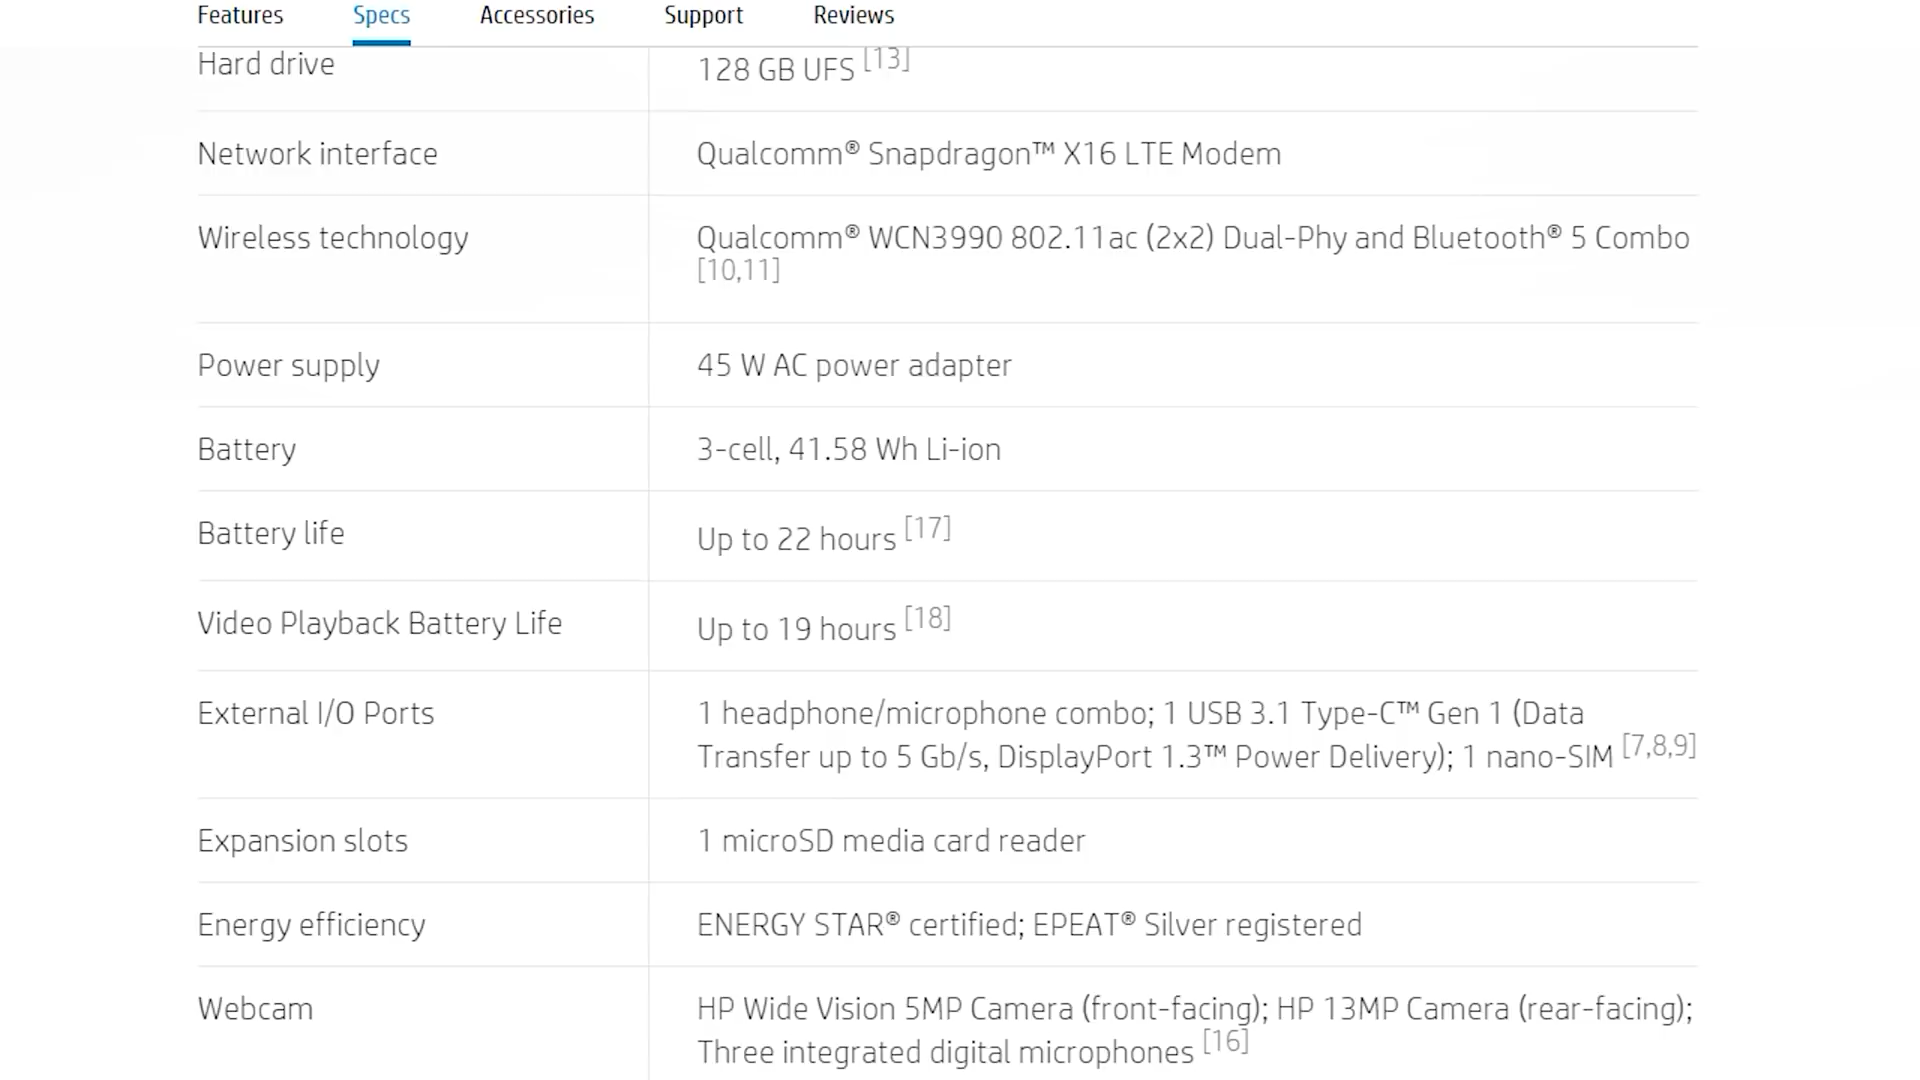 Features Specs Accessories Support Reviews
Hard drive 128 GB UFS [13]
Network interface Qualcomm® Snapdragon™ X16 LTE Modem
Wireless technology Qualcomm® WCN3990 802.11ac (2x2) Dual-Phy and Bluetooth® 5 Combo
[10,11]
Power supply 45 W AC power adapter
Battery 3-cell, 41.58 Wh Li-ion
Battery life Up to 22 hours [17]
Video Playback Battery Life Up to 19 hours [18]
External I/O Ports 1 headphone/microphone combo; 1 USB 3.1 Type-C™ Gen 1 (Data
Transfer up to 5 Gb/s, DisplayPort 1.3™ Power Delivery); 1 nano-SIM [7,8,9]
Expansion slots 1 microSD media card reader
Energy efficiency ENERGY STAR® certified; EPEAT® Silver registered
Webcam HP Wide Vision 5MP Camera (front-facing); HP 13MP Camera (rear-facing);
Three integrated digital microphones [16]